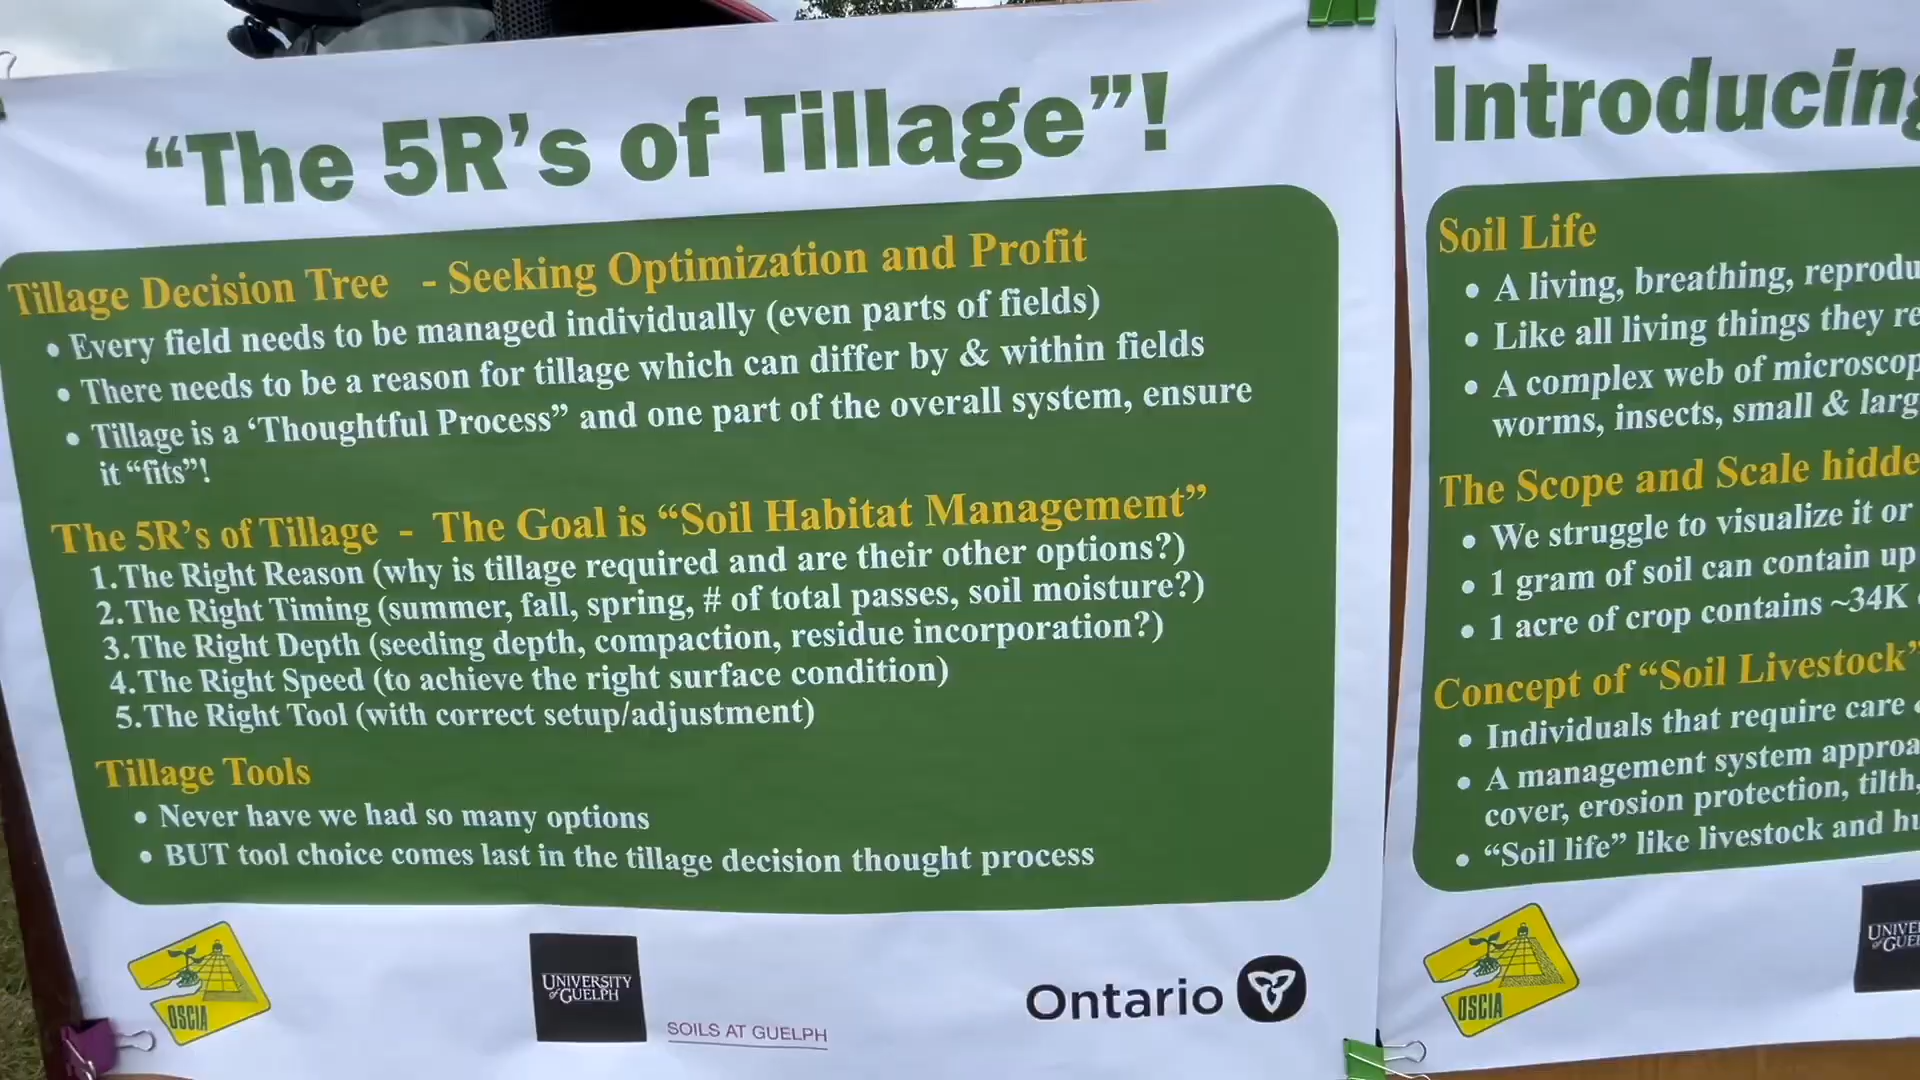 “The 5R’s of Tillage”!
Tillage Decision Tree - Seeking Optimization and Profit
• Every field needs to be managed individually (even parts of fields)
• There needs to be a reason for tillage which can differ by & within fields
• Tillage is a ‘Thoughtful Process” and one part of the overall system, ensure
it “fits”!
The 5R’s of Tillage - The Goal is “Soil Habitat Management”
1. The Right Reason (why is tillage required and are their other options?)
2. The Right Timing (summer, fall, spring, # of total passes, soil moisture?)
3. The Right Depth (seeding depth, compaction, residue incorporation?)
4. The Right Speed (to achieve the right surface condition)
5. The Right Tool (with correct setup/adjustment)
Tillage Tools
• Never have we had so many options
• BUT tool choice comes last in the tillage decision thought process
OSCIA
UNIVERSITY
of GUELPH
SOILS AT GUELPH
Ontario
Introducing
Soil Life
• A living, breathing,
• Like all living things they
• A complex web of
worms, insects, small &
The Scope and Scale
• We struggle to visualize it or
• 1 gram of soil can contain up
• 1 acre of crop contains ~34K
Concept of “Soil Livestock”
• Individuals that require care
• A management system
cover, erosion protection, tilth,
• “Soil life” like livestock and
OSCIA